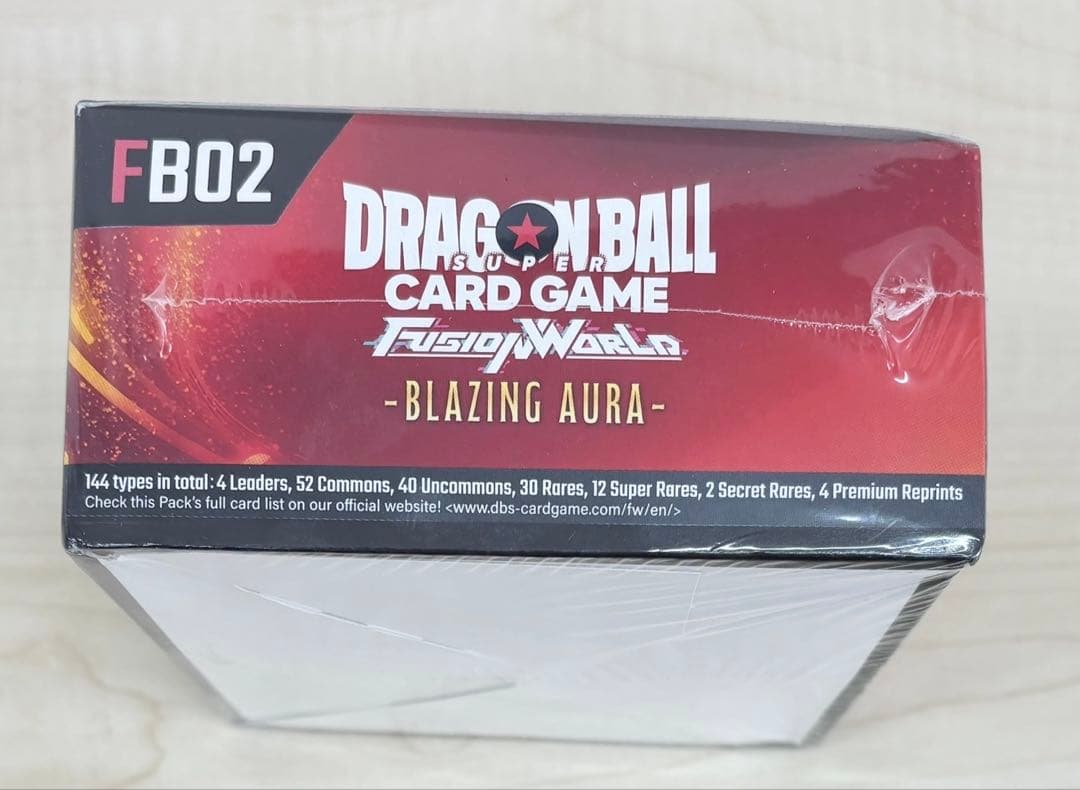 FB02
DRAGON BALL
SUPER
CARD GAME
FUSION WORLD
-BLAZING AURA-
144 types in total: 4 Leaders, 52 Commons, 40 Uncommons, 30 Rares, 12 Super Rares, 2 Secret Rares, 4 Premium Reprints
Check this Pack's full card list on our official website! <www.dbs-cardgame.com/fw/en/>